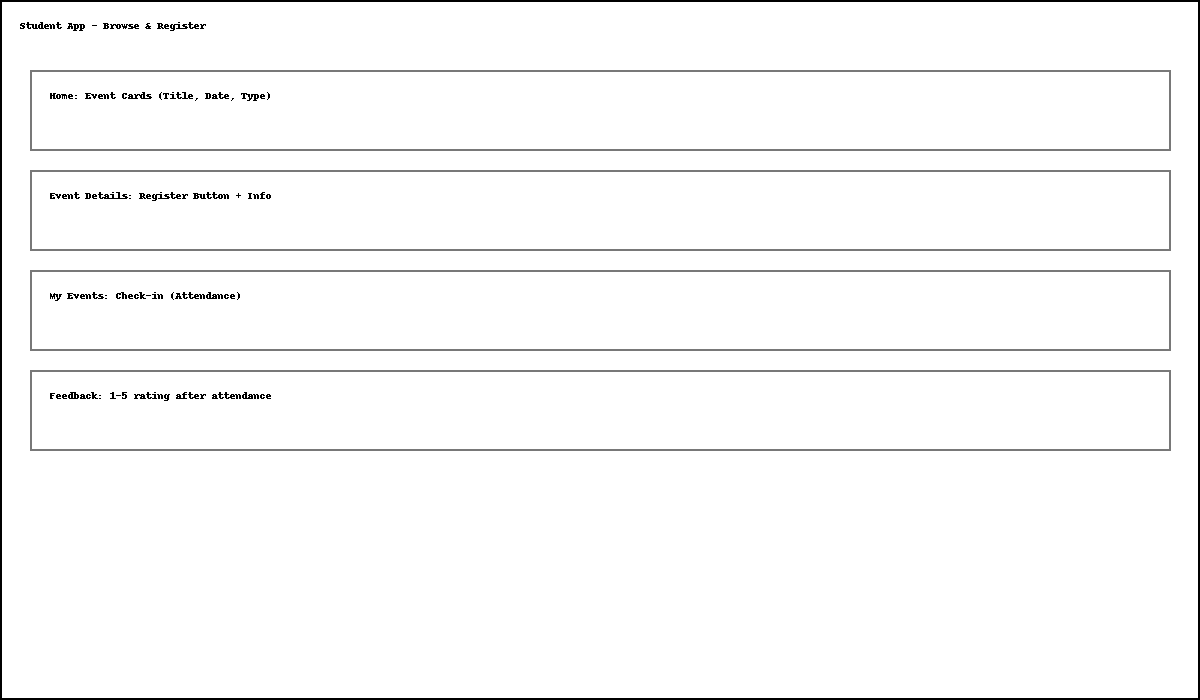 Student App - Browse & Register
Home: Event Cards (Title, Date, Type)
Event Details: Register Button + Info
My Events: Check-in (Attendance)
Feedback: 1-5 rating after attendance